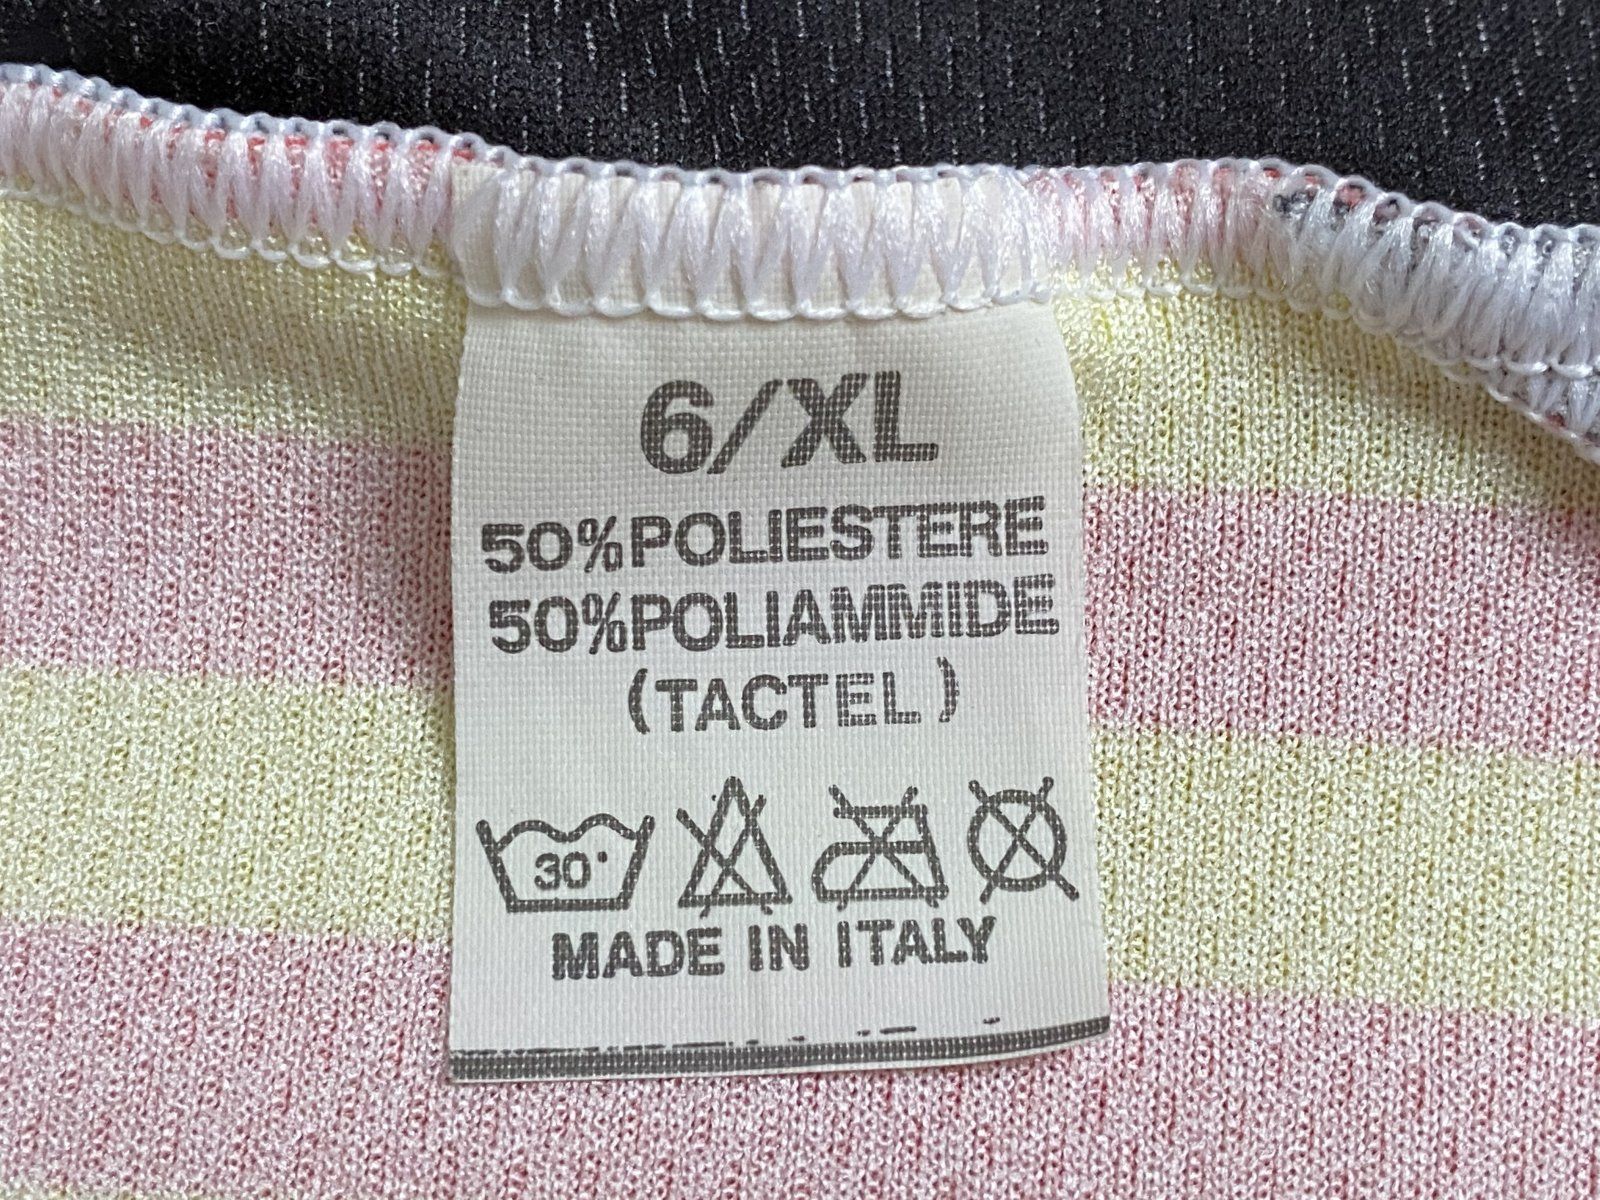 6/XL
50%POLIESTERE
50%POLIAMMIDE
(TACTEL)
30°
MADE IN ITALY